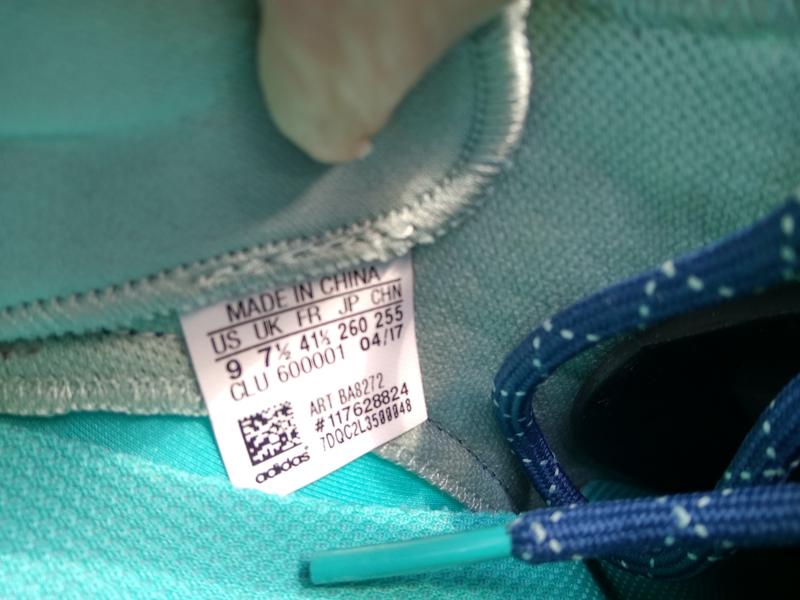 MADE IN CHINA
US UK FR JP CHN
9 7½ 41⅓ 260 255
CLU 600001 04/17
ART BA8272
#117628824
7DQC2L3500048
adidas